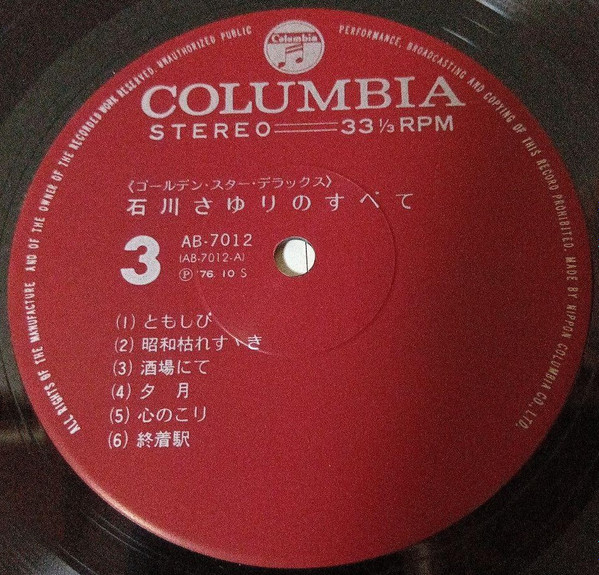 Columbia
ALL RIGHTS OF THE MANUFACTURE AND OF THE OWNER OF THE RECORDED WORK RESERVED. UNAUTHORIZED PUBLIC PERFORMANCE, BROADCASTING AND COPYING OF THIS RECORD PROHIBITED. MADE BY NIPPON COLUMBIA CO., LTD.
COLUMBIA
STEREO 33 1/3 RPM
《ゴールデン・スター・デラックス》
石川さゆりのすべて
3 AB-7012
(AB-7012-A)
Ⓟ '76. 10 S
(1) ともしび
(2) 昭和枯れすゝき
(3) 酒場にて
(4) 夕月
(5) 心のこり
(6) 終着駅